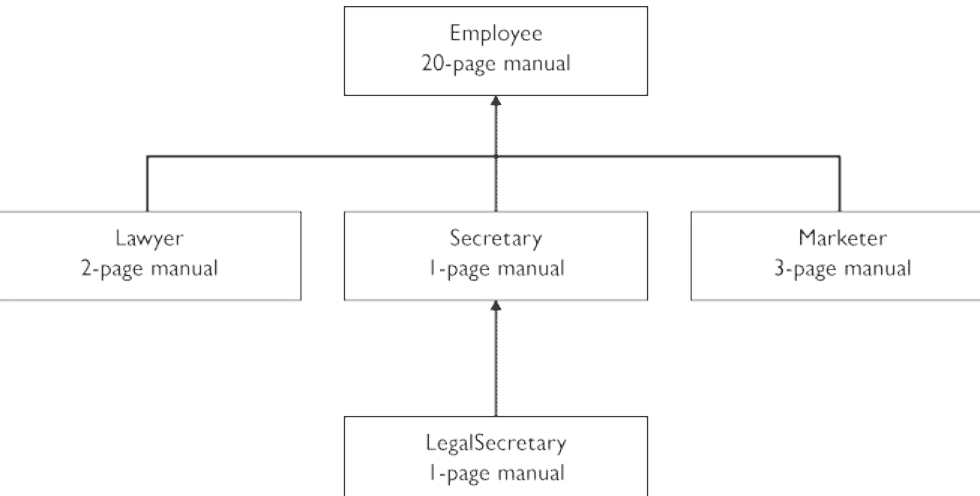 Employee
20-page manual
Lawyer
2-page manual
Secretary
1-page manual
Marketer
3-page manual
LegalSecretary
1-page manual